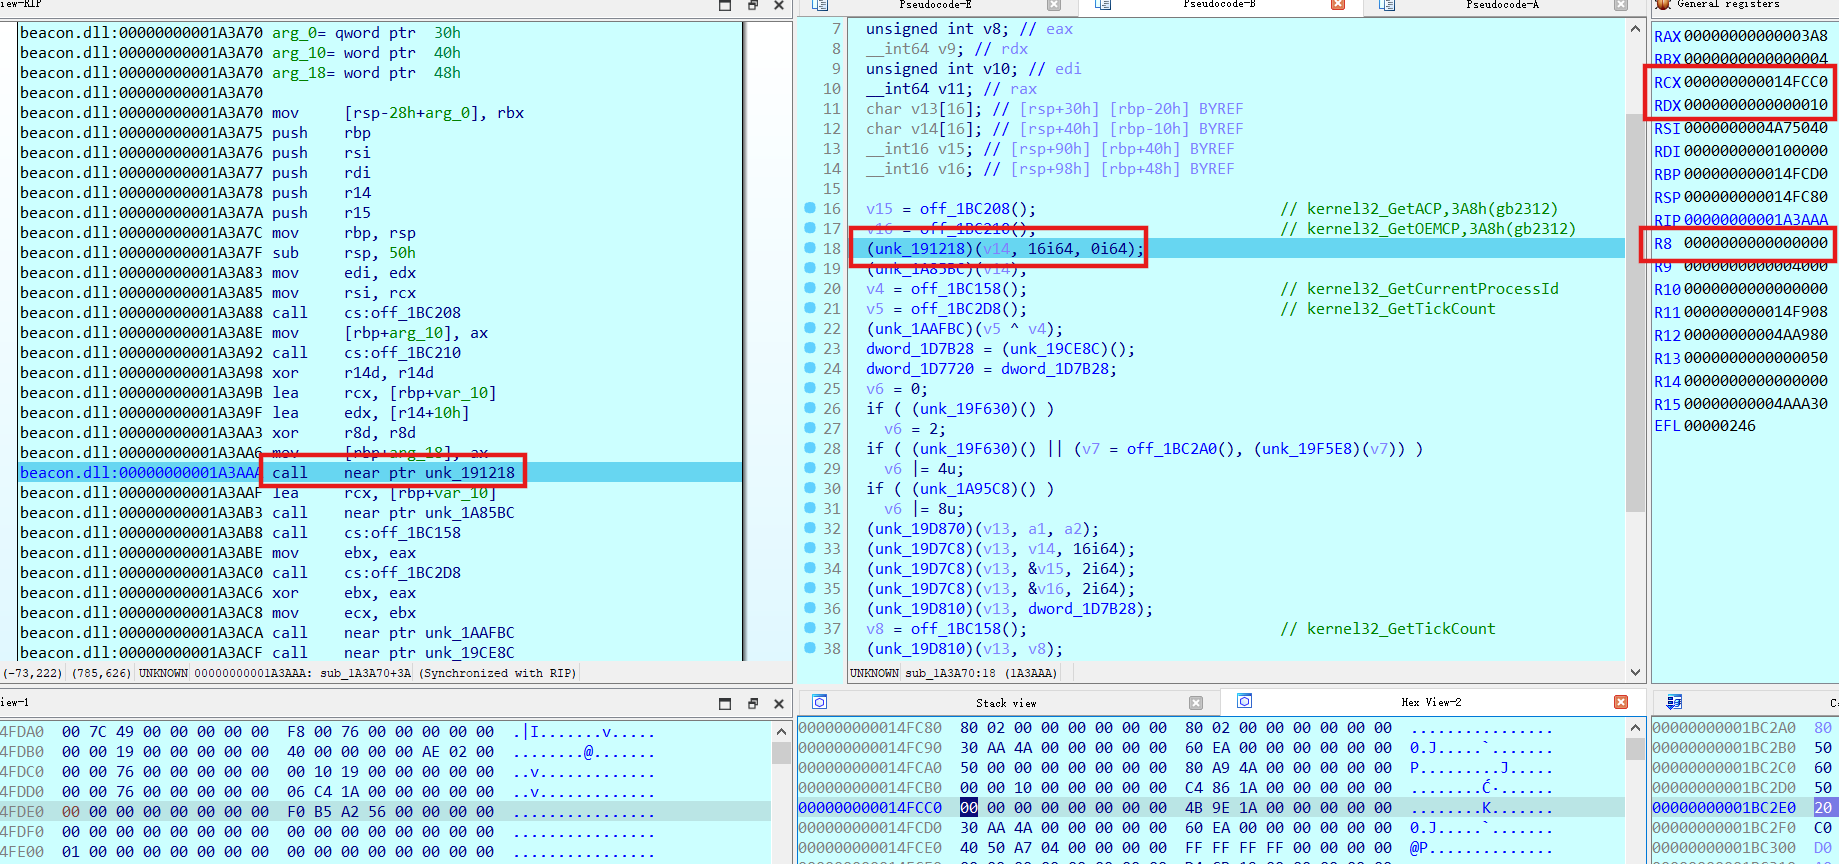 iew-RIP
beacon.dll:00000000001A3A70 arg_0= qword ptr  30h
beacon.dll:00000000001A3A70 arg_10= word ptr  40h
beacon.dll:00000000001A3A70 arg_18= word ptr  48h
beacon.dll:00000000001A3A70
beacon.dll:00000000001A3A70 mov     [rsp-28h+arg_0], rbx
beacon.dll:00000000001A3A75 push    rbp
beacon.dll:00000000001A3A76 push    rsi
beacon.dll:00000000001A3A77 push    rdi
beacon.dll:00000000001A3A78 push    r14
beacon.dll:00000000001A3A7A push    r15
beacon.dll:00000000001A3A7C mov     rbp, rsp
beacon.dll:00000000001A3A7F sub     rsp, 50h
beacon.dll:00000000001A3A83 mov     edi, edx
beacon.dll:00000000001A3A85 mov     rsi, rcx
beacon.dll:00000000001A3A88 call    cs:off_1BC208
beacon.dll:00000000001A3A8E mov     [rbp+arg_10], ax
beacon.dll:00000000001A3A92 call    cs:off_1BC210
beacon.dll:00000000001A3A98 xor     r14d, r14d
beacon.dll:00000000001A3A9B lea     rcx, [rbp+var_10]
beacon.dll:00000000001A3A9F lea     edx, [r14+10h]
beacon.dll:00000000001A3AA3 xor     r8d, r8d
beacon.dll:00000000001A3AA6 mov     [rbp+arg_18], ax
beacon.dll:00000000001A3AAA call    near ptr unk_191218
beacon.dll:00000000001A3AAF lea     rcx, [rbp+var_10]
beacon.dll:00000000001A3AB3 call    near ptr unk_1A85BC
beacon.dll:00000000001A3AB8 call    cs:off_1BC158
beacon.dll:00000000001A3ABE mov     ebx, eax
beacon.dll:00000000001A3AC0 call    cs:off_1BC2D8
beacon.dll:00000000001A3AC6 xor     ebx, eax
beacon.dll:00000000001A3AC8 mov     ecx, ebx
beacon.dll:00000000001A3ACA call    near ptr unk_1AAFBC
beacon.dll:00000000001A3ACF call    near ptr unk_19CE8C
(-73,222) (785,626) UNKNOWN 00000000001A3AAA: sub_1A3A70+3A (Synchronized with RIP)
Pseudocode-E
Pseudocode-B
Pseudocode-A
7 unsigned int v8; // eax
8 __int64 v9; // rdx
9 unsigned int v10; // edi
10 __int64 v11; // rax
11 char v13[16]; // [rsp+30h] [rbp-20h] BYREF
12 char v14[16]; // [rsp+40h] [rbp-10h] BYREF
13 __int16 v15; // [rsp+90h] [rbp+40h] BYREF
14 __int16 v16; // [rsp+98h] [rbp+48h] BYREF
15
16 v15 = off_1BC208(); // kernel32_GetACP,3A8h(gb2312)
17 v16 = off_1BC210(); // kernel32_GetOEMCP,3A8h(gb2312)
18 (unk_191218)(v14, 16i64, 0i64);
19 (unk_1A85BC)(v14);
20 v4 = off_1BC158(); // kernel32_GetCurrentProcessId
21 v5 = off_1BC2D8(); // kernel32_GetTickCount
22 (unk_1AAFBC)(v5 ^ v4);
23 dword_1D7B28 = (unk_19CE8C)();
24 dword_1D7720 = dword_1D7B28;
25 v6 = 0;
26 if ( (unk_19F630)() )
27 v6 = 2;
28 if ( (unk_19F630)() || (v7 = off_1BC2A0(), (unk_19F5E8)(v7)) )
29 v6 |= 4u;
30 if ( (unk_1A95C8)() )
31 v6 |= 8u;
32 (unk_19D870)(v13, a1, a2);
33 (unk_19D7C8)(v13, v14, 16i64);
34 (unk_19D7C8)(v13, &v15, 2i64);
35 (unk_19D7C8)(v13, &v16, 2i64);
36 (unk_19D810)(v13, dword_1D7B28);
37 v8 = off_1BC158(); // kernel32_GetTickCount
38 (unk_19D810)(v13, v8);
UNKNOWN sub_1A3A70:18 (1A3AAA)
General registers
RAX 00000000000003A8
RBX 0000000000000004
RCX 000000000014FCC0
RDX 0000000000000010
RSI 0000000004A75040
RDI 0000000000100000
RBP 000000000014FCD0
RSP 000000000014FC80
RIP 00000000001A3AAA
R8 0000000000000000
R9 0000000000004000
R10 0000000000000000
R11 000000000014F908
R12 00000000004AA980
R13 0000000000000050
R14 0000000000000000
R15 00000000004AAA30
EFL 00000246
iew-1
4FDA0 00 7C 49 00 00 00 00 00 F8 00 76 00 00 00 00 00 .|I.......v.....
4FDB0 00 00 19 00 00 00 00 00 40 00 00 00 00 AE 02 00 ........@.......
4FDC0 00 00 76 00 00 00 00 00 00 10 19 00 00 00 00 00 ..v.............
4FDD0 00 00 76 00 00 00 00 00 06 C4 1A 00 00 00 00 00 ..v.............
4FDE0 00 00 00 00 00 00 00 00 F0 B5 A2 56 00 00 00 00 ................
4FDF0 00 00 00 00 00 00 00 00 00 00 00 00 00 00 00 00 ................
4FE00 01 00 00 00 00 00 00 00 00 00 00 00 00 00 00 00 ................
Stack view
Hex View-2
000000000014FC80 80 02 00 00 00 00 00 00 80 02 00 00 00 00 00 00 ................
000000000014FC90 30 AA 4A 00 00 00 00 00 60 EA 00 00 00 00 00 00 0.J.....`.......
000000000014FCA0 50 00 00 00 00 00 00 00 80 A9 4A 00 00 00 00 00 P.........J.....
000000000014FCB0 00 00 10 00 00 00 00 00 C4 86 1A 00 00 00 00 00
000000000014FCC0 00 00 00 00 00 00 00 00 4B 9E 1A 00 00 00 00 00 ........K.......
000000000014FCD0 30 AA 4A 00 00 00 00 00 60 EA 00 00 00 00 00 00 0.J.....`.......
000000000014FCE0 40 50 A7 04 00 00 00 00 FF FF FF FF 00 00 00 00 @P..............
00000000001BC2A0 80
00000000001BC2B0 50
00000000001BC2C0 60
00000000001BC2D0 50
00000000001BC2E0 20
00000000001BC2F0 C0
00000000001BC300 D0